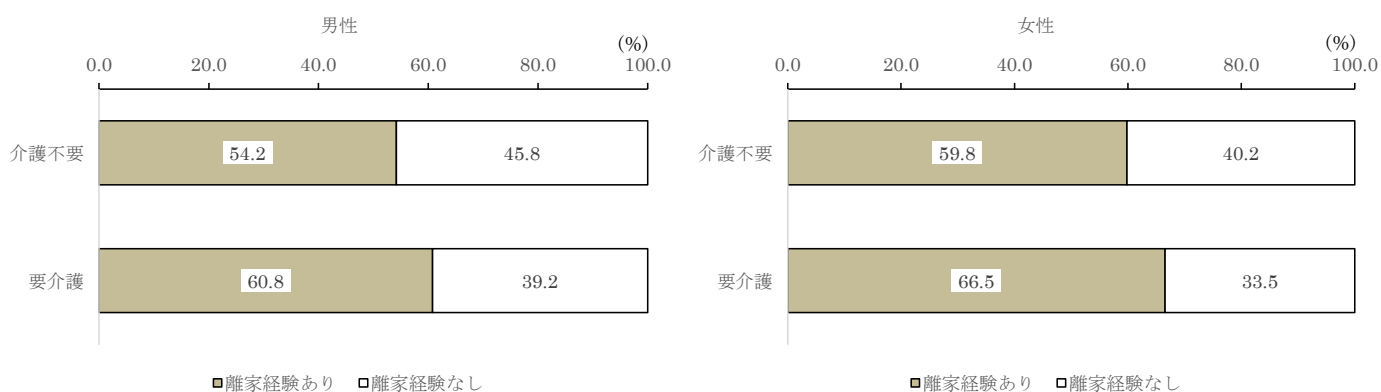 男性
(%)
0.0 20.0 40.0 60.0 80.0 100.0
介護不要 54.2 45.8
要介護 60.8 39.2
離家経験あり 離家経験なし
女性
(%)
0.0 20.0 40.0 60.0 80.0 100.0
介護不要 59.8 40.2
要介護 66.5 33.5
離家経験あり 離家経験なし